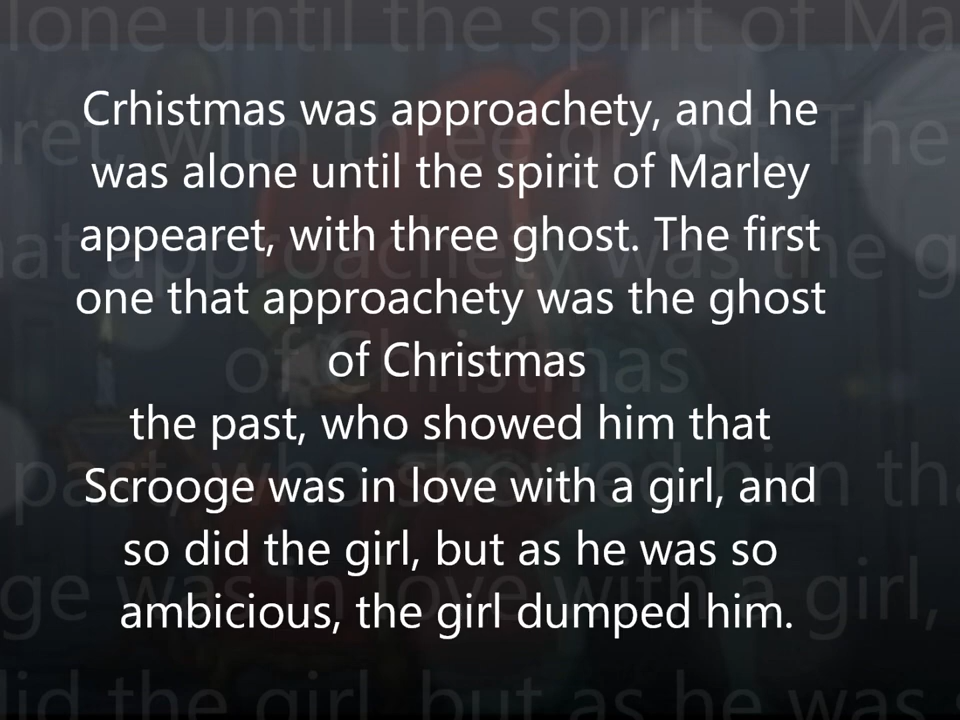 Crhistmas was approachety, and he
was alone until the spirit of Marley
appearet, with three ghost. The first
one that approachety was the ghost
of Christmas
the past, who showed him that
Scrooge was in love with a girl, and
so did the girl, but as he was so
ambicious, the girl dumped him.